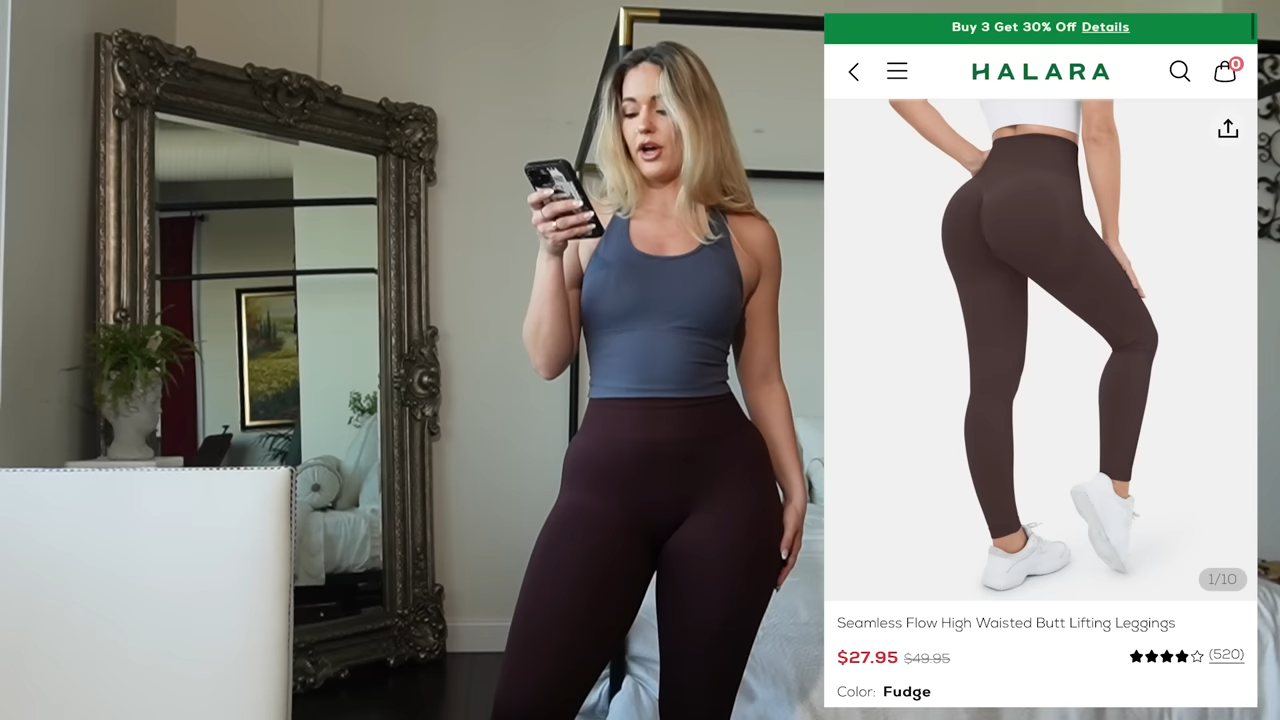 Buy 3 Get 30% Off Details
HALARA
0
1/10
Seamless Flow High Waisted Butt Lifting Leggings
$27.95 $49.95
(520)
Color: Fudge